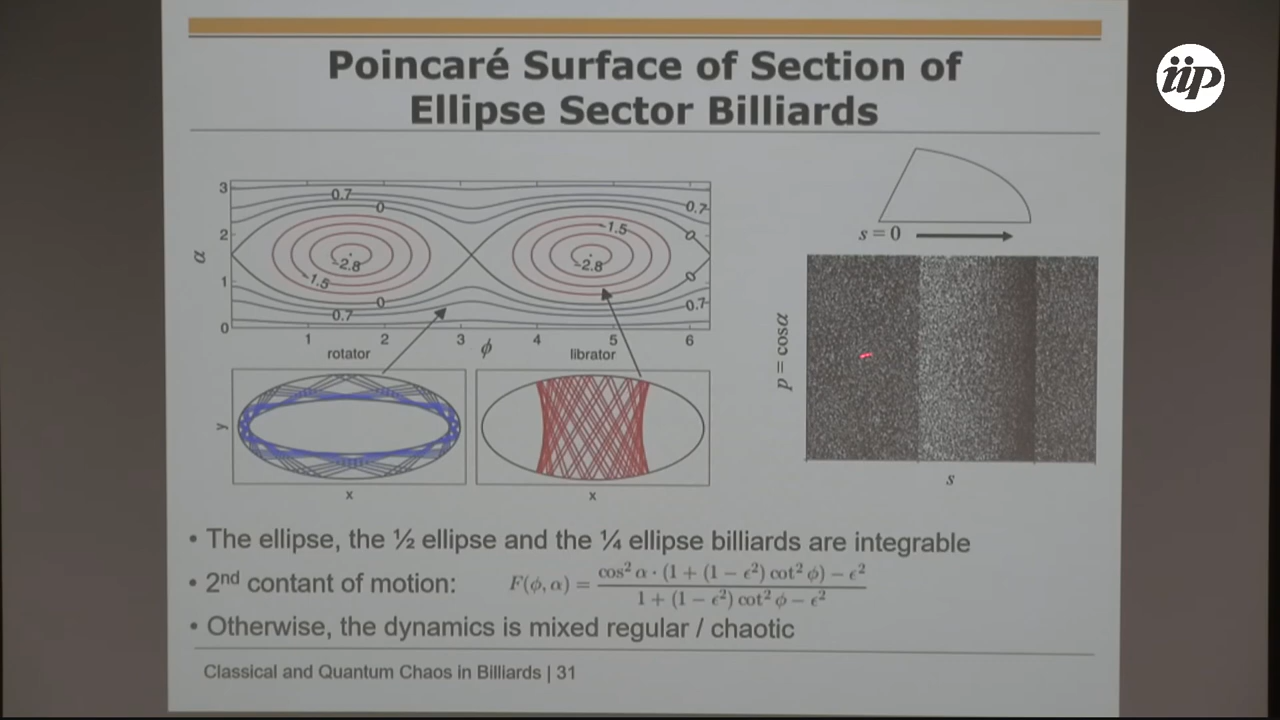 iip
Poincaré Surface of Section of
Ellipse Sector Billiards
3
2
1
0
α
0.7
0
0.7
-1.5
0
-2.8
-2.8
-1.5
0
0
0.7
0.7
1
2
3
4
5
6
ϕ
rotator
librator
y
x
x
s = 0
p = cosα
s
• The ellipse, the ½ ellipse and the ¼ ellipse billiards are integrable
• 2nd contant of motion: F(ϕ, α) = cos² α · (1 + (1 − ϵ²) cot² ϕ) − ϵ²
1 + (1 − ϵ²) cot² ϕ − ϵ²
• Otherwise, the dynamics is mixed regular / chaotic
Classical and Quantum Chaos in Billiards | 31